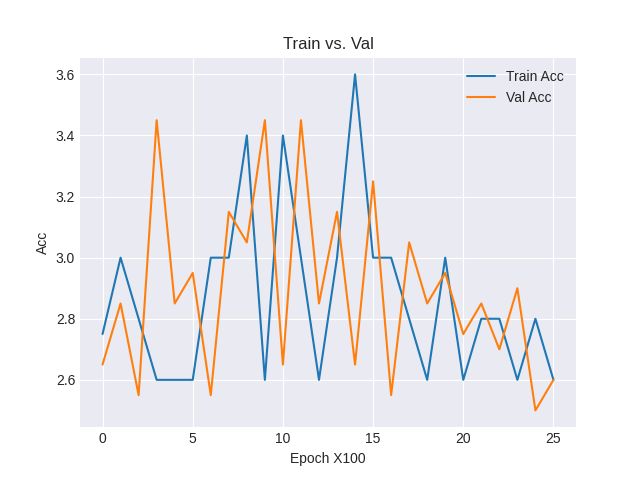 Train vs. Val
Train Acc
Val Acc
3.6
3.4
3.2
3.0
2.8
2.6
Acc
0 5 10 15 20 25
Epoch X100